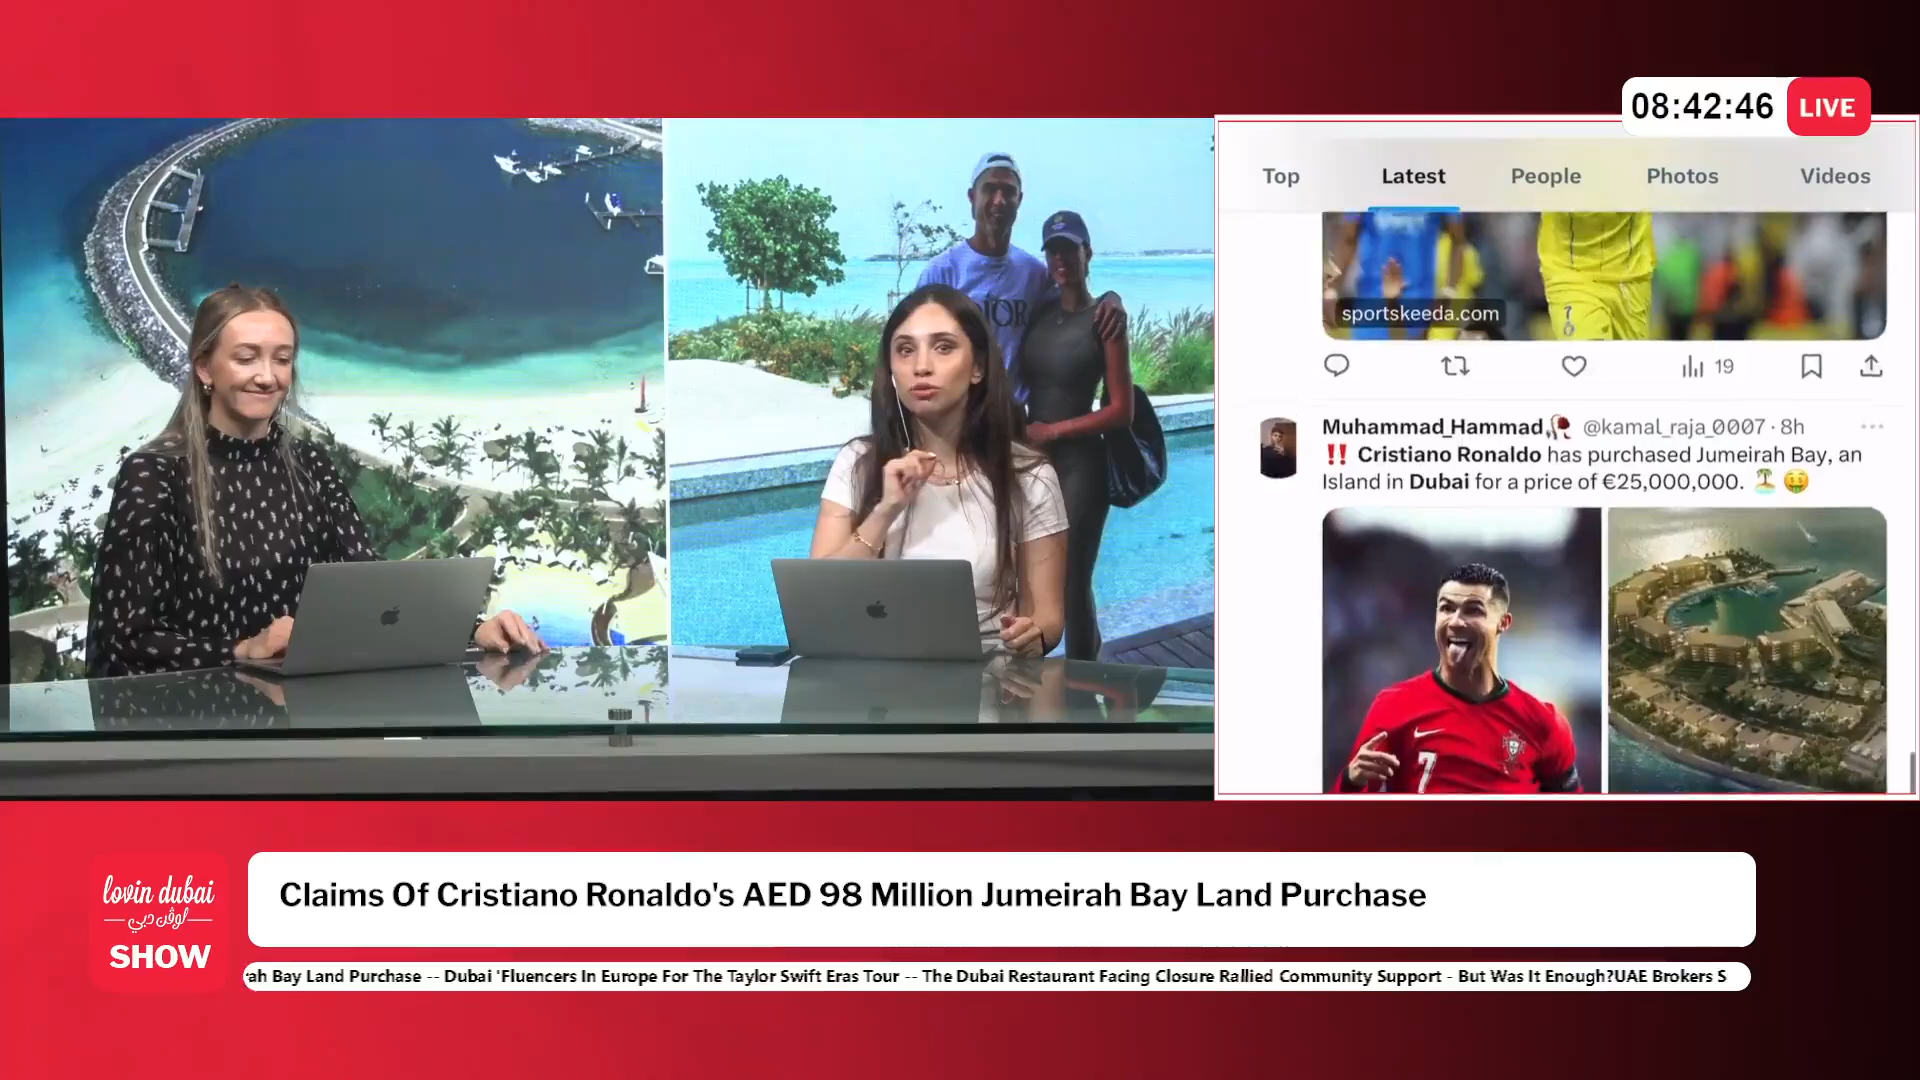 08:42:46 LIVE
Top Latest People Photos Videos
DIOR
sportskeeda.com
19
Muhammad_Hammad🥀 @kamal_raja_0007 · 8h
‼️ Cristiano Ronaldo has purchased Jumeirah Bay, an
Island in Dubai for a price of €25,000,000. 🏝️ 🤑
7
lovin dubai
لوڤن دبي
SHOW
Claims Of Cristiano Ronaldo's AED 98 Million Jumeirah Bay Land Purchase
ah Bay Land Purchase -- Dubai 'Fluencers In Europe For The Taylor Swift Eras Tour -- The Dubai Restaurant Facing Closure Rallied Community Support - But Was It Enough?UAE Brokers S